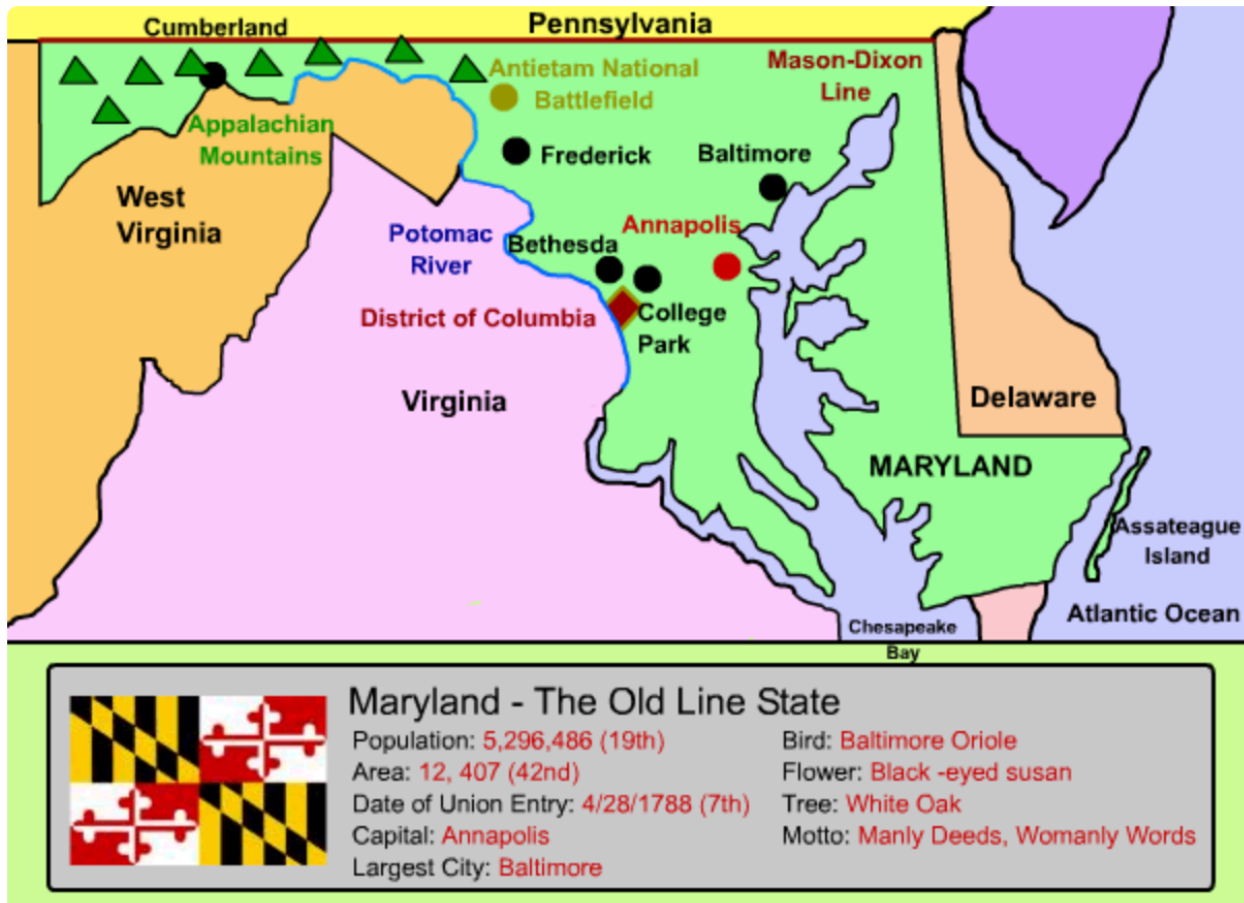 Cumberland
Pennsylvania
Antietam National
Battlefield
Mason-Dixon
Line
Appalachian
Mountains
Frederick
Baltimore
West
Virginia
Potomac
River
Bethesda
Annapolis
District of Columbia
College
Park
Virginia
Delaware
MARYLAND
Assateague
Island
Atlantic Ocean
Chesapeake
Bay
Maryland - The Old Line State
Population: 5,296,486 (19th)
Area: 12, 407 (42nd)
Date of Union Entry: 4/28/1788 (7th)
Capital: Annapolis
Largest City: Baltimore
Bird: Baltimore Oriole
Flower: Black -eyed susan
Tree: White Oak
Motto: Manly Deeds, Womanly Words